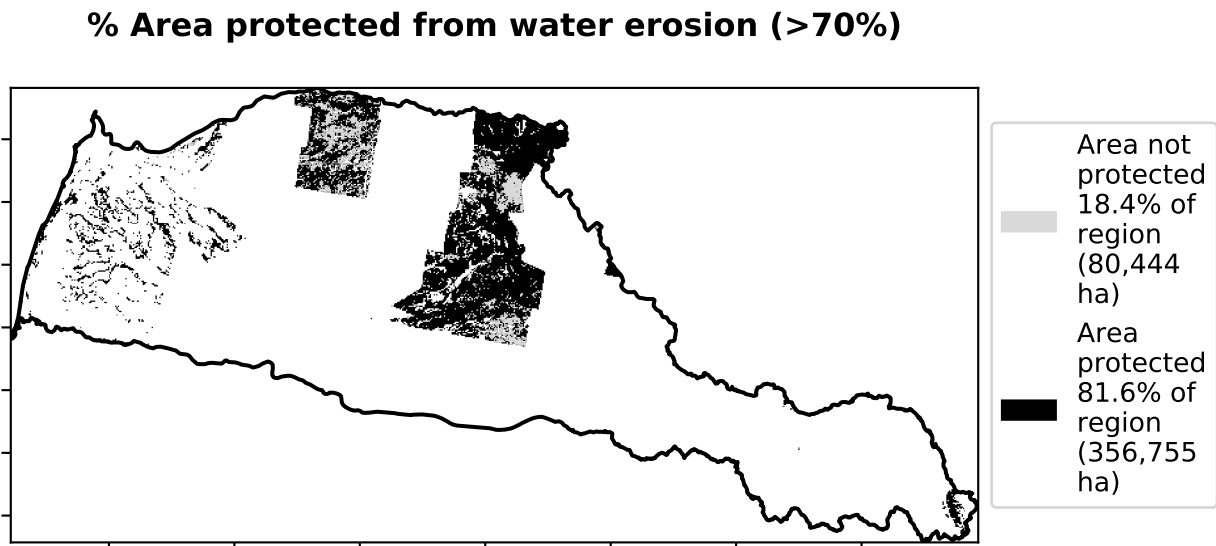 % Area protected from water erosion (>70%)
Area not
protected
18.4% of
region
(80,444
ha)
Area
protected
81.6% of
region
(356,755
ha)